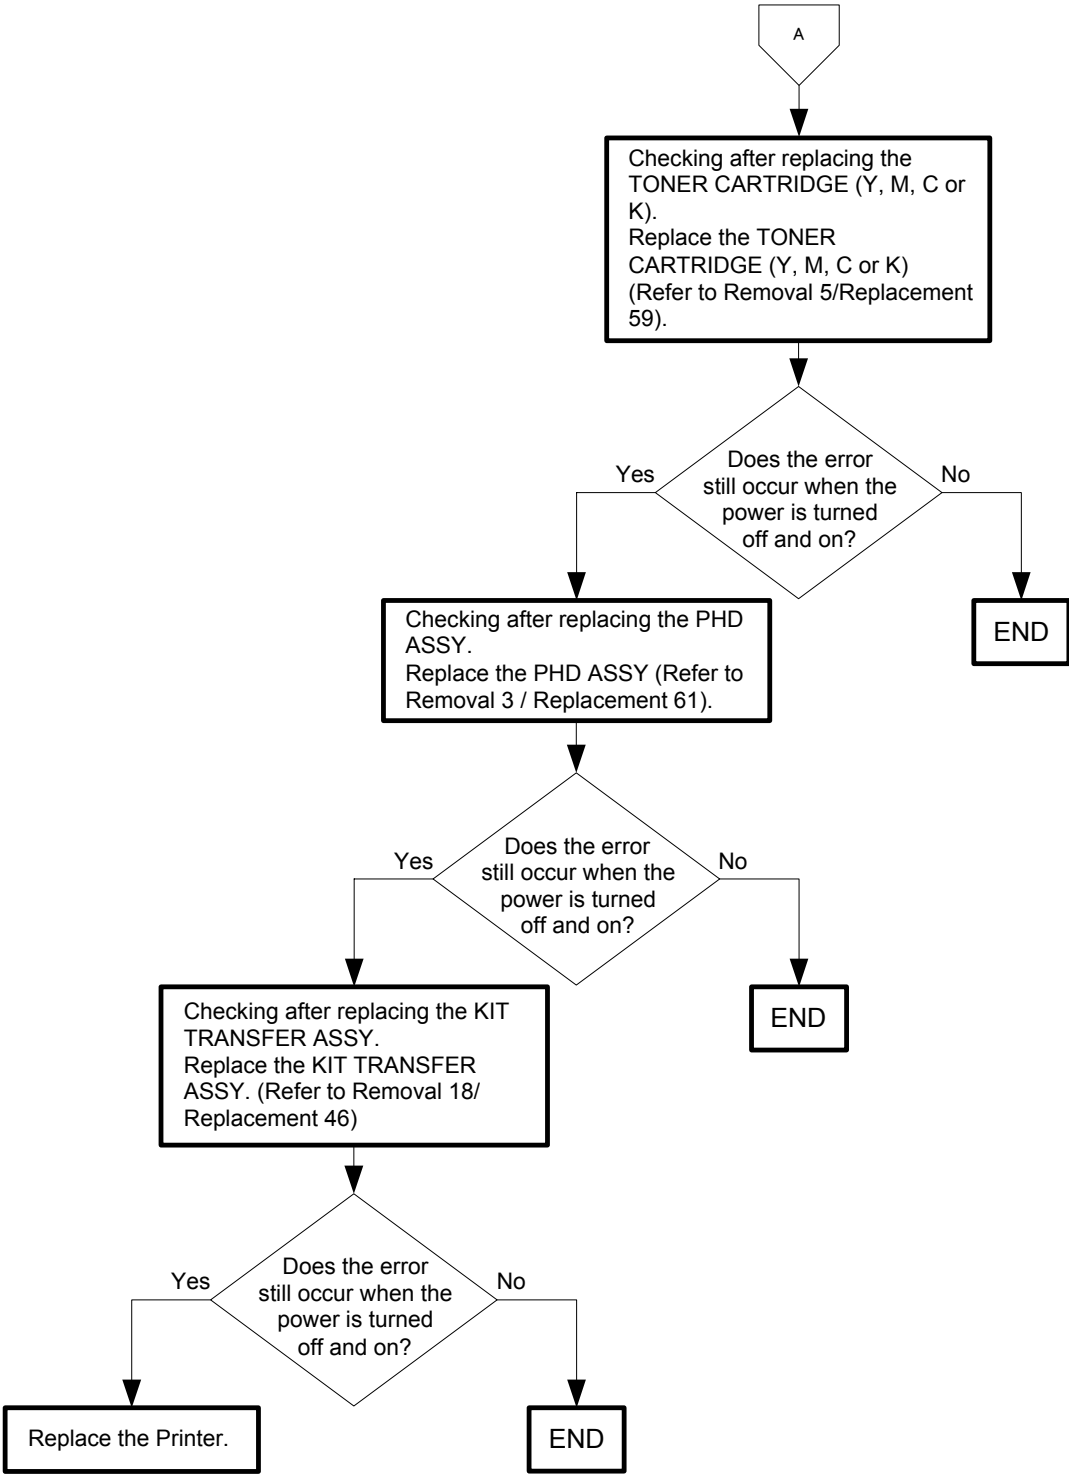 A
Checking after replacing the
TONER CARTRIDGE (Y, M, C or
K).
Replace the TONER
CARTRIDGE (Y, M, C or K)
(Refer to Removal 5/Replacement
59).
Does the error
still occur when the
power is turned
off and on?
Yes
No
END
Checking after replacing the PHD
ASSY.
Replace the PHD ASSY (Refer to
Removal 3 / Replacement 61).
Does the error
still occur when the
power is turned
off and on?
Yes
No
END
Checking after replacing the KIT
TRANSFER ASSY.
Replace the KIT TRANSFER
ASSY. (Refer to Removal 18/
Replacement 46)
Does the error
still occur when the
power is turned
off and on?
Yes
No
Replace the Printer.
END